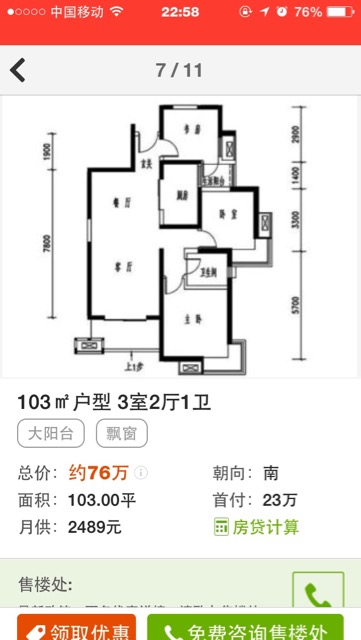 中国移动 22:58 76%
7 / 11
书房
玄关
生活阳台
厨房
餐厅
卧室
客厅
卫生间
主卧
上1步
1900
7800
2900
1400
3300
5700
103㎡户型 3室2厅1卫
大阳台 飘窗
总价：约76万 朝向：南
面积：103.00平 首付：23万
月供：2489元 房贷计算
售楼处：
领取优惠 免费咨询售楼处